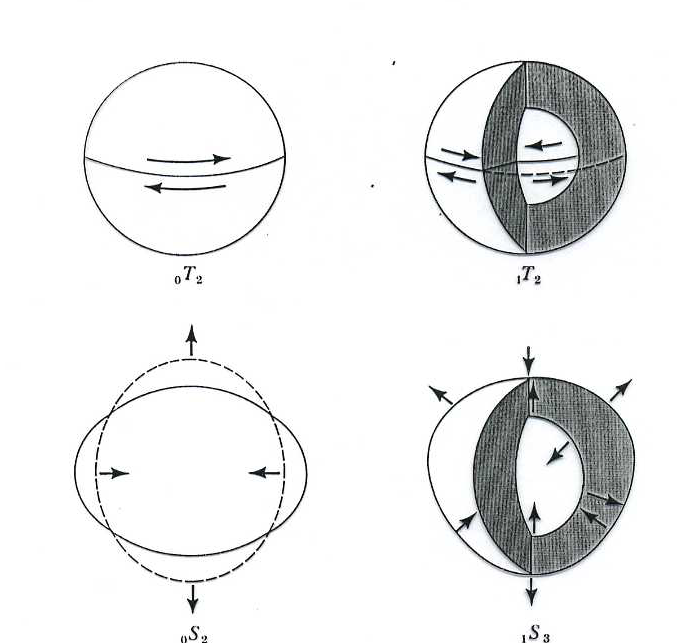 ₀T₂
₁T₂
₀S₂
₁S₃